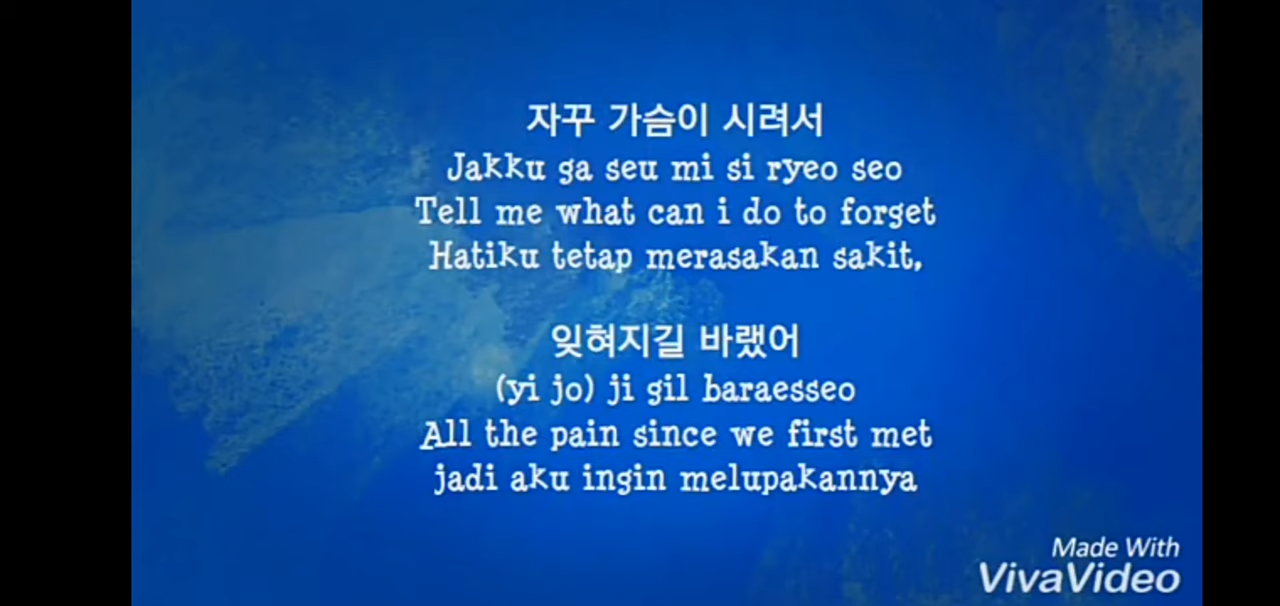 자꾸 가슴이 시려서
Jakku ga seu mi si ryeo seo
Tell me what can i do to forget
Hatiku tetap merasakan sakit,
잊혀지길 바랬어
(yi jo) ji gil baraesseo
All the pain since we first met
jadi aku ingin melupakannya
Made With
VivaVideo